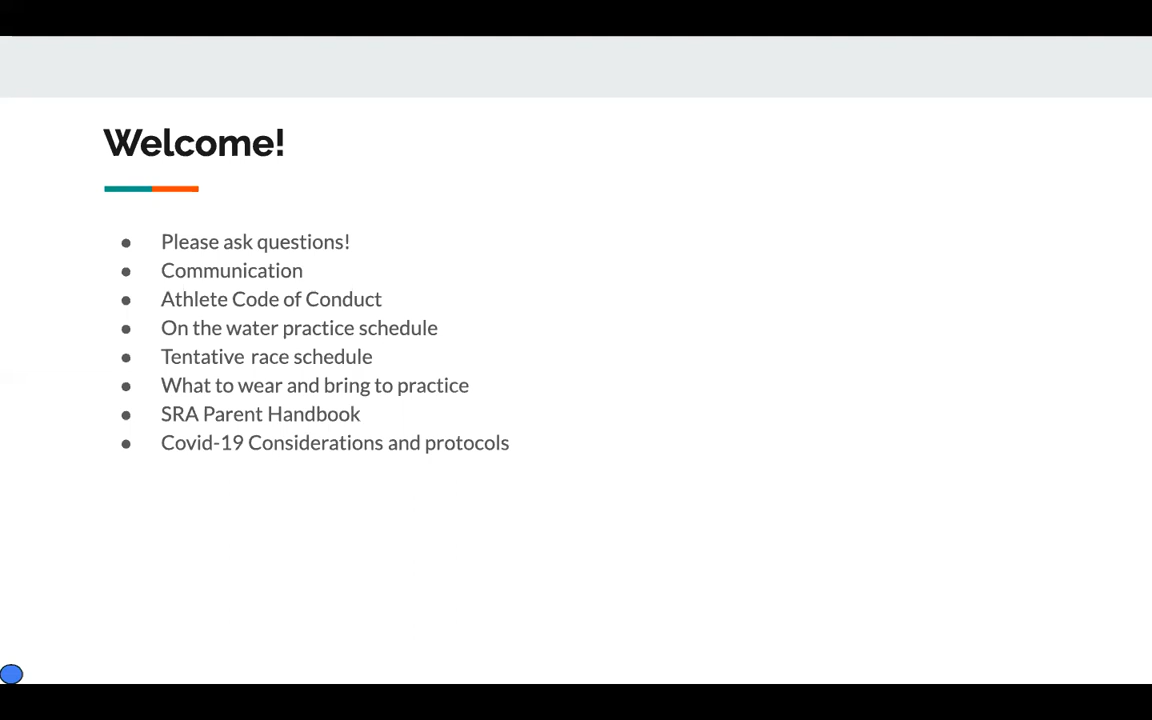 Welcome!
● Please ask questions!
● Communication
● Athlete Code of Conduct
● On the water practice schedule
● Tentative race schedule
● What to wear and bring to practice
● SRA Parent Handbook
● Covid-19 Considerations and protocols